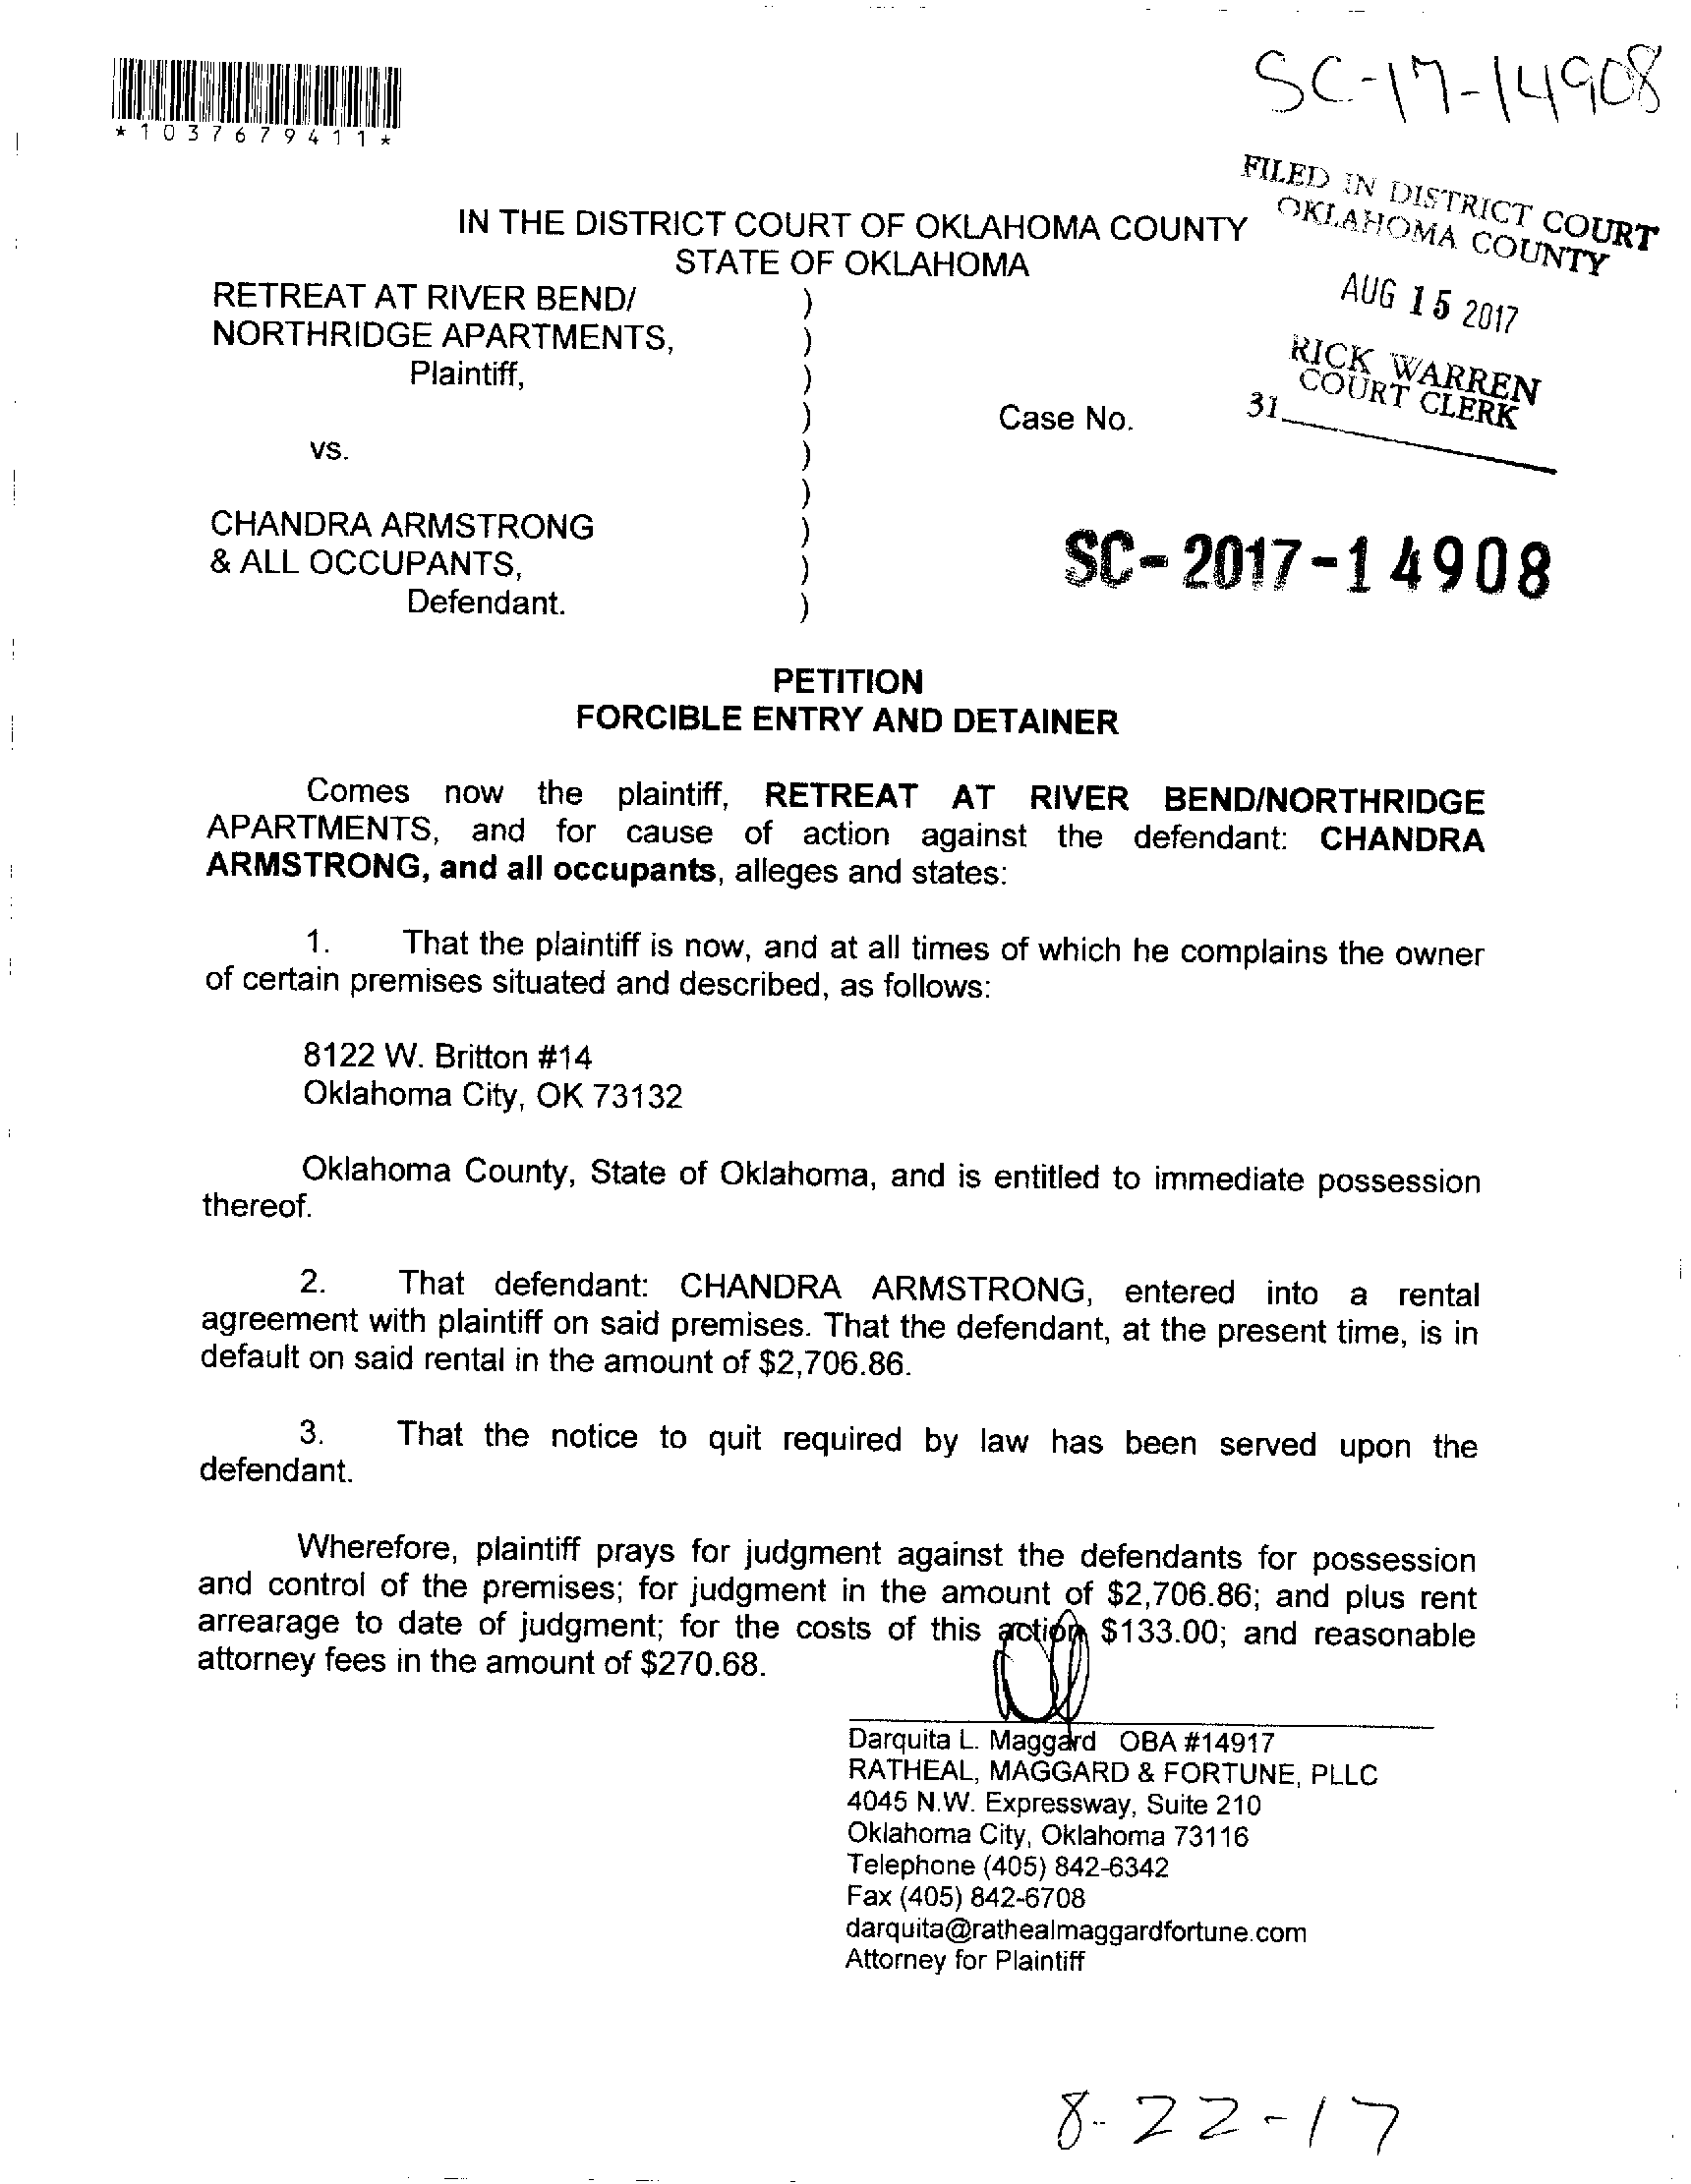 SC-17-14908
*1037679411*
FILED IN DISTRICT COURT
OKLAHOMA COUNTY
AUG 15 2017
RICK WARREN
COURT CLERK
31
IN THE DISTRICT COURT OF OKLAHOMA COUNTY
STATE OF OKLAHOMA
RETREAT AT RIVER BEND/ )
NORTHRIDGE APARTMENTS, )
Plaintiff, )
) Case No.
vs. )
)
CHANDRA ARMSTRONG )
& ALL OCCUPANTS, )
Defendant. )
SC-2017-14908
PETITION
FORCIBLE ENTRY AND DETAINER
Comes now the plaintiff, RETREAT AT RIVER BEND/NORTHRIDGE
APARTMENTS, and for cause of action against the defendant: CHANDRA
ARMSTRONG, and all occupants, alleges and states:
1. That the plaintiff is now, and at all times of which he complains the owner
of certain premises situated and described, as follows:
8122 W. Britton #14
Oklahoma City, OK 73132
Oklahoma County, State of Oklahoma, and is entitled to immediate possession
thereof.
2. That defendant: CHANDRA ARMSTRONG, entered into a rental
agreement with plaintiff on said premises. That the defendant, at the present time, is in
default on said rental in the amount of $2,706.86.
3. That the notice to quit required by law has been served upon the
defendant.
Wherefore, plaintiff prays for judgment against the defendants for possession
and control of the premises; for judgment in the amount of $2,706.86; and plus rent
arrearage to date of judgment; for the costs of this action $133.00; and reasonable
attorney fees in the amount of $270.68.
Darquita L. Maggard OBA #14917
RATHEAL, MAGGARD & FORTUNE, PLLC
4045 N.W. Expressway, Suite 210
Oklahoma City, Oklahoma 73116
Telephone (405) 842-6342
Fax (405) 842-6708
darquita@rathealmaggardfortune.com
Attorney for Plaintiff
8-22-17